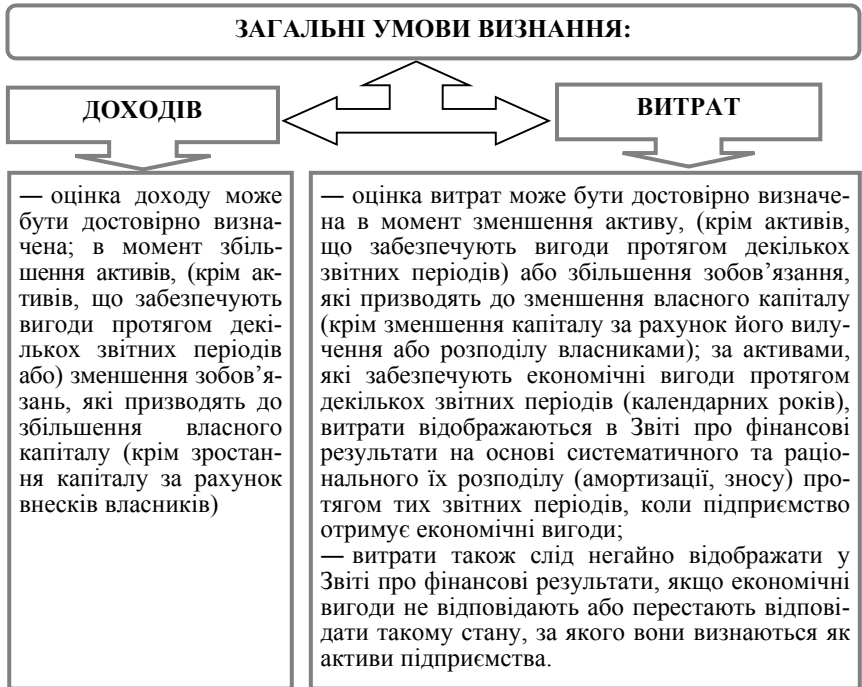 ЗАГАЛЬНІ УМОВИ ВИЗНАННЯ:
ДОХОДІВ
ВИТРАТ
— оцінка доходу може
бути достовірно визна-
чена; в момент збіль-
шення активів, (крім ак-
тивів, що забезпечують
вигоди протягом декі-
лькох звітних періодів
або) зменшення зобов’я-
зань, які призводять до
збільшення власного
капіталу (крім зростан-
ня капіталу за рахунок
внесків власників)
— оцінка витрат може бути достовірно визначе-
на в момент зменшення активу, (крім активів,
що забезпечують вигоди протягом декількох
звітних періодів) або збільшення зобов’язання,
які призводять до зменшення власного капіталу
(крім зменшення капіталу за рахунок його вилу-
чення або розподілу власниками); за активами,
які забезпечують економічні вигоди протягом
декількох звітних періодів (календарних років),
витрати відображаються в Звіті про фінансові
результати на основі систематичного та раціо-
нального їх розподілу (амортизації, зносу) про-
тягом тих звітних періодів, коли підприємство
отримує економічні вигоди;
— витрати також слід негайно відображати у
Звіті про фінансові результати, якщо економічні
вигоди не відповідають або перестають відпові-
дати такому стану, за якого вони визнаються як
активи підприємства.